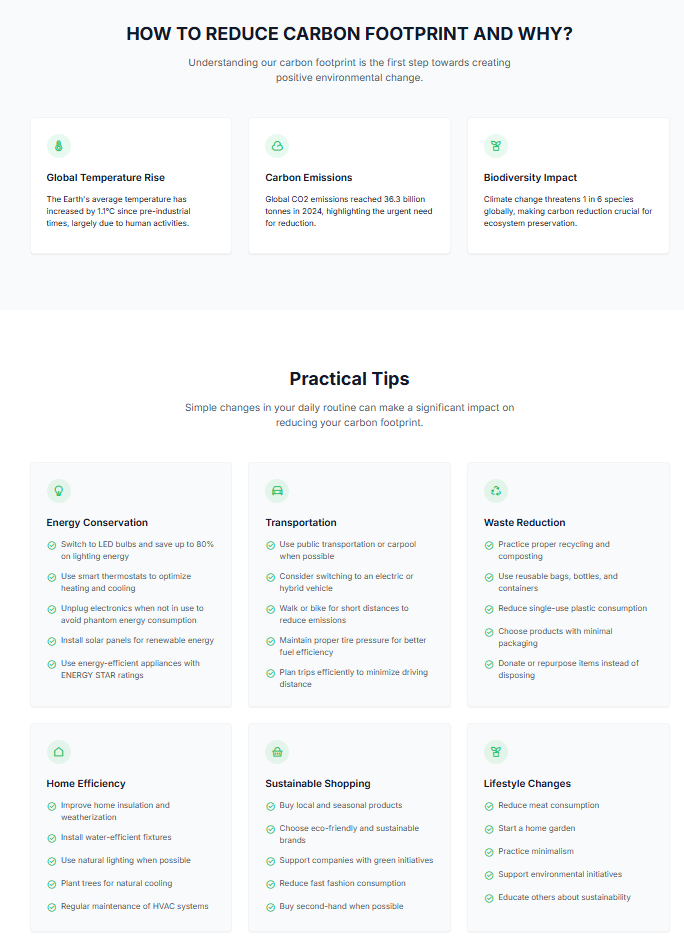 HOW TO REDUCE CARBON FOOTPRINT AND WHY?
Understanding our carbon footprint is the first step towards creating
positive environmental change.
Global Temperature Rise
The Earth's average temperature has
increased by 1.1°C since pre-industrial
times, largely due to human activities.
Carbon Emissions
Global CO2 emissions reached 36.3 billion
tonnes in 2024, highlighting the urgent need
for reduction.
Biodiversity Impact
Climate change threatens 1 in 6 species
globally, making carbon reduction crucial for
ecosystem preservation.
Practical Tips
Simple changes in your daily routine can make a significant impact on
reducing your carbon footprint.
Energy Conservation
Switch to LED bulbs and save up to 80%
on lighting energy
Use smart thermostats to optimize
heating and cooling
Unplug electronics when not in use to
avoid phantom energy consumption
Install solar panels for renewable energy
Use energy-efficient appliances with
ENERGY STAR ratings
Transportation
Use public transportation or carpool
when possible
Consider switching to an electric or
hybrid vehicle
Walk or bike for short distances to
reduce emissions
Maintain proper tire pressure for better
fuel efficiency
Plan trips efficiently to minimize driving
distance
Waste Reduction
Practice proper recycling and
composting
Use reusable bags, bottles, and
containers
Reduce single-use plastic consumption
Choose products with minimal
packaging
Donate or repurpose items instead of
disposing
Home Efficiency
Improve home insulation and
weatherization
Install water-efficient fixtures
Use natural lighting when possible
Plant trees for natural cooling
Regular maintenance of HVAC systems
Sustainable Shopping
Buy local and seasonal products
Choose eco-friendly and sustainable
brands
Support companies with green initiatives
Reduce fast fashion consumption
Buy second-hand when possible
Lifestyle Changes
Reduce meat consumption
Start a home garden
Practice minimalism
Support environmental initiatives
Educate others about sustainability